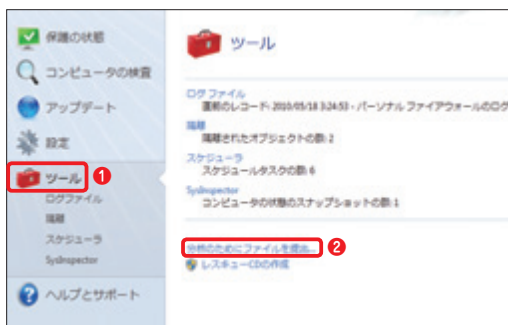 保護の状態
コンピュータの検査
アップデート
設定
ツール
1
ログファイル
隔離
スケジューラ
SysInspector
ヘルプとサポート
ツール
ログ ファイル
直前のレコード: 2010/05/18 13:24:53 - パーソナル ファイアウォールのログ
隔離
隔離されたオブジェクトの数: 2
スケジューラ
スケジュールタスクの数: 6
SysInspector
コンピュータの状態のスナップショットの数: 1
分析のためにファイルを提出...
2
レスキューCDの作成